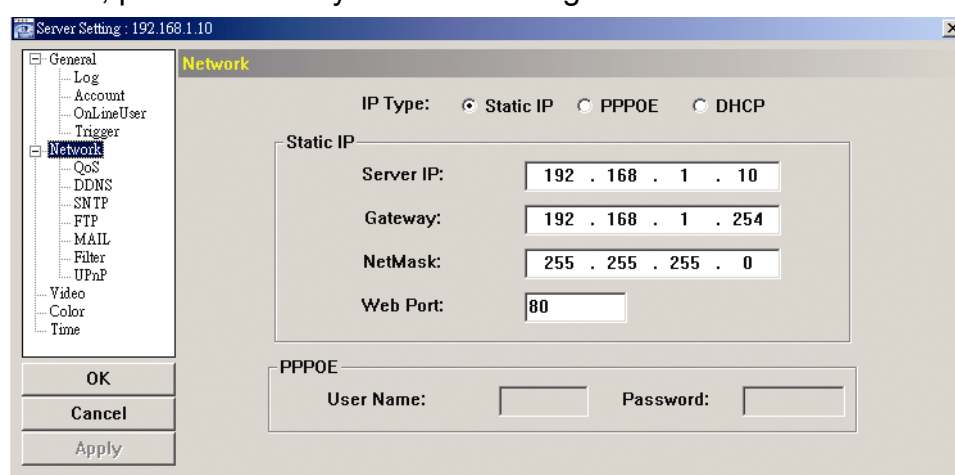 Server Setting : 192.168.1.10
General
Log
Account
OnLineUser
Trigger
Network
QoS
DDNS
SNTP
FTP
MAIL
Filter
UPnP
Video
Color
Time
OK
Cancel
Apply
Network
IP Type: Static IP PPPOE DHCP
Static IP
Server IP: 192 . 168 . 1 . 10
Gateway: 192 . 168 . 1 . 254
NetMask: 255 . 255 . 255 . 0
Web Port: 80
PPPOE
User Name: Password: